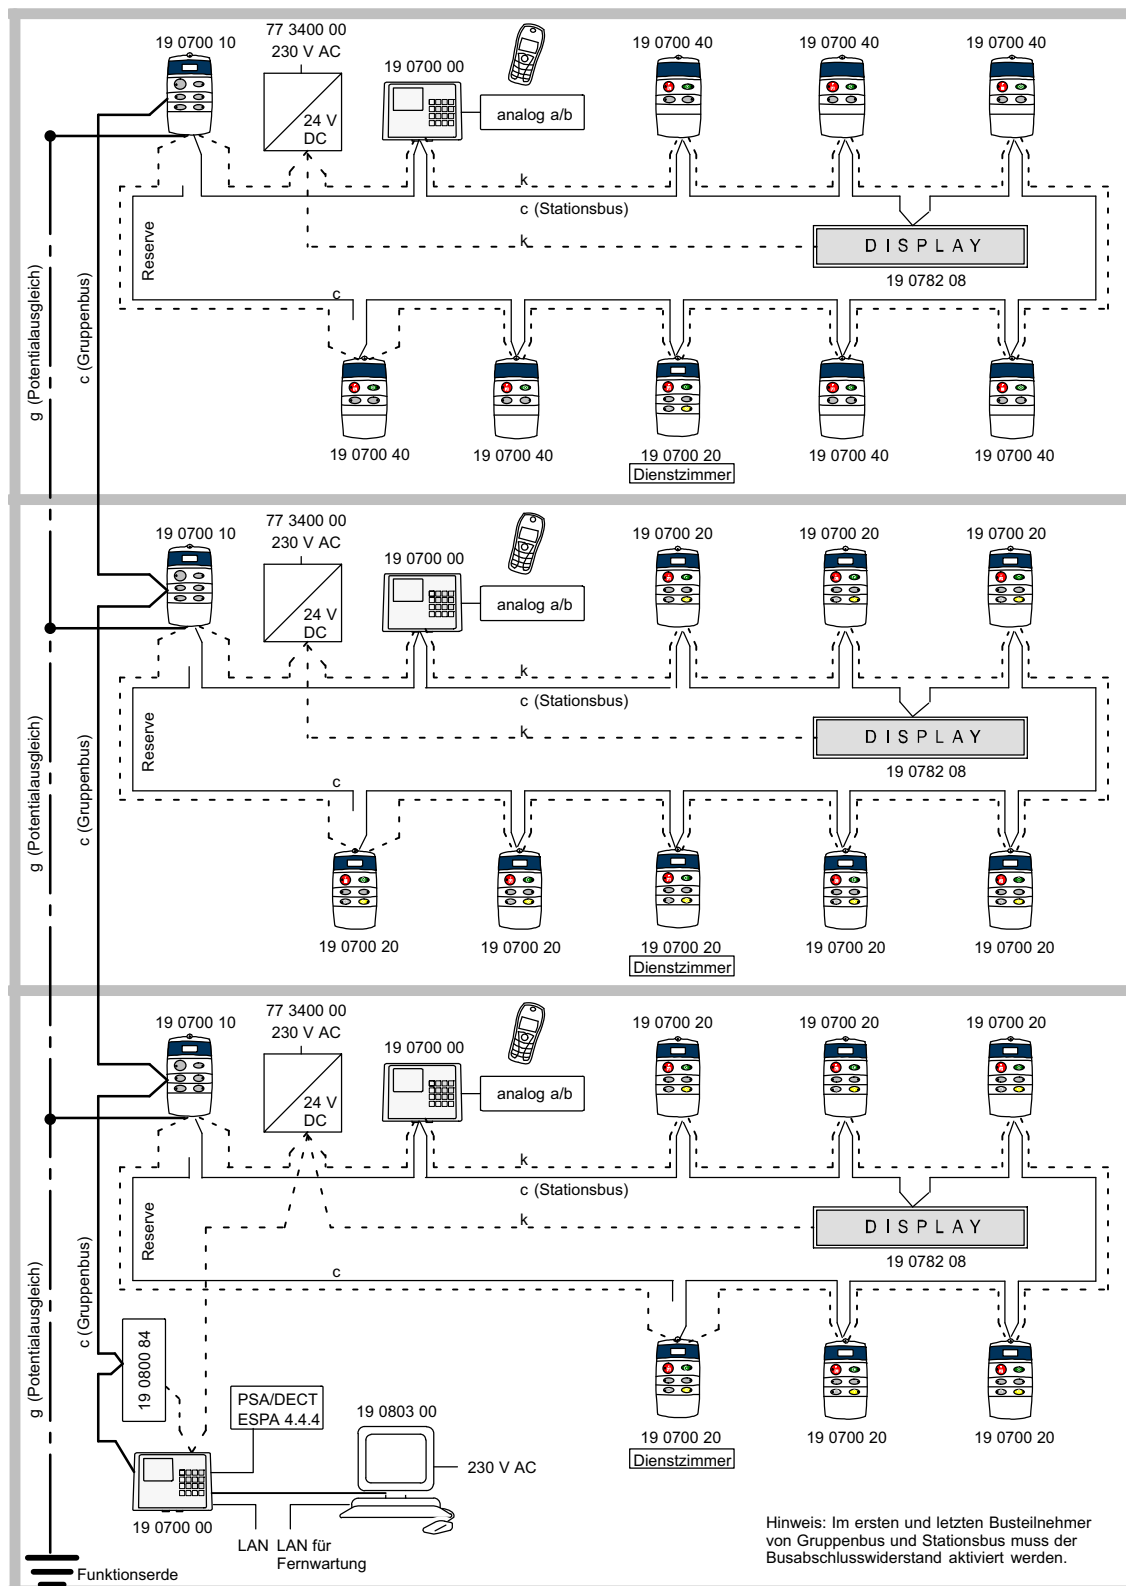 77 3400 00
230 V AC
19 0700 10
19 0700 00
19 0700 40
19 0700 40
19 0700 40
24 V
DC
analog a/b
k
c (Stationsbus)
k
Reserve
DISPLAY
19 0782 08
c
g (Potentialausgleich)
c (Gruppenbus)
19 0700 40
19 0700 40
19 0700 20
Dienstzimmer
19 0700 40
19 0700 40
77 3400 00
230 V AC
19 0700 10
19 0700 00
19 0700 20
19 0700 20
19 0700 20
24 V
DC
analog a/b
k
c (Stationsbus)
k
Reserve
DISPLAY
19 0782 08
c
g (Potentialausgleich)
c (Gruppenbus)
19 0700 20
19 0700 20
19 0700 20
Dienstzimmer
19 0700 20
19 0700 20
77 3400 00
230 V AC
19 0700 10
19 0700 00
19 0700 20
19 0700 20
19 0700 20
24 V
DC
analog a/b
k
c (Stationsbus)
k
Reserve
DISPLAY
19 0782 08
c
g (Potentialausgleich)
c (Gruppenbus)
19 0800 84
PSA/DECT
ESPA 4.4.4
19 0803 00
230 V AC
19 0700 20
Dienstzimmer
19 0700 20
19 0700 20
19 0700 00
LAN
LAN für
Fernwartung
Hinweis: Im ersten und letzten Busteilnehmer
von Gruppenbus und Stationsbus muss der
Busabschlusswiderstand aktiviert werden.
Funktionserde